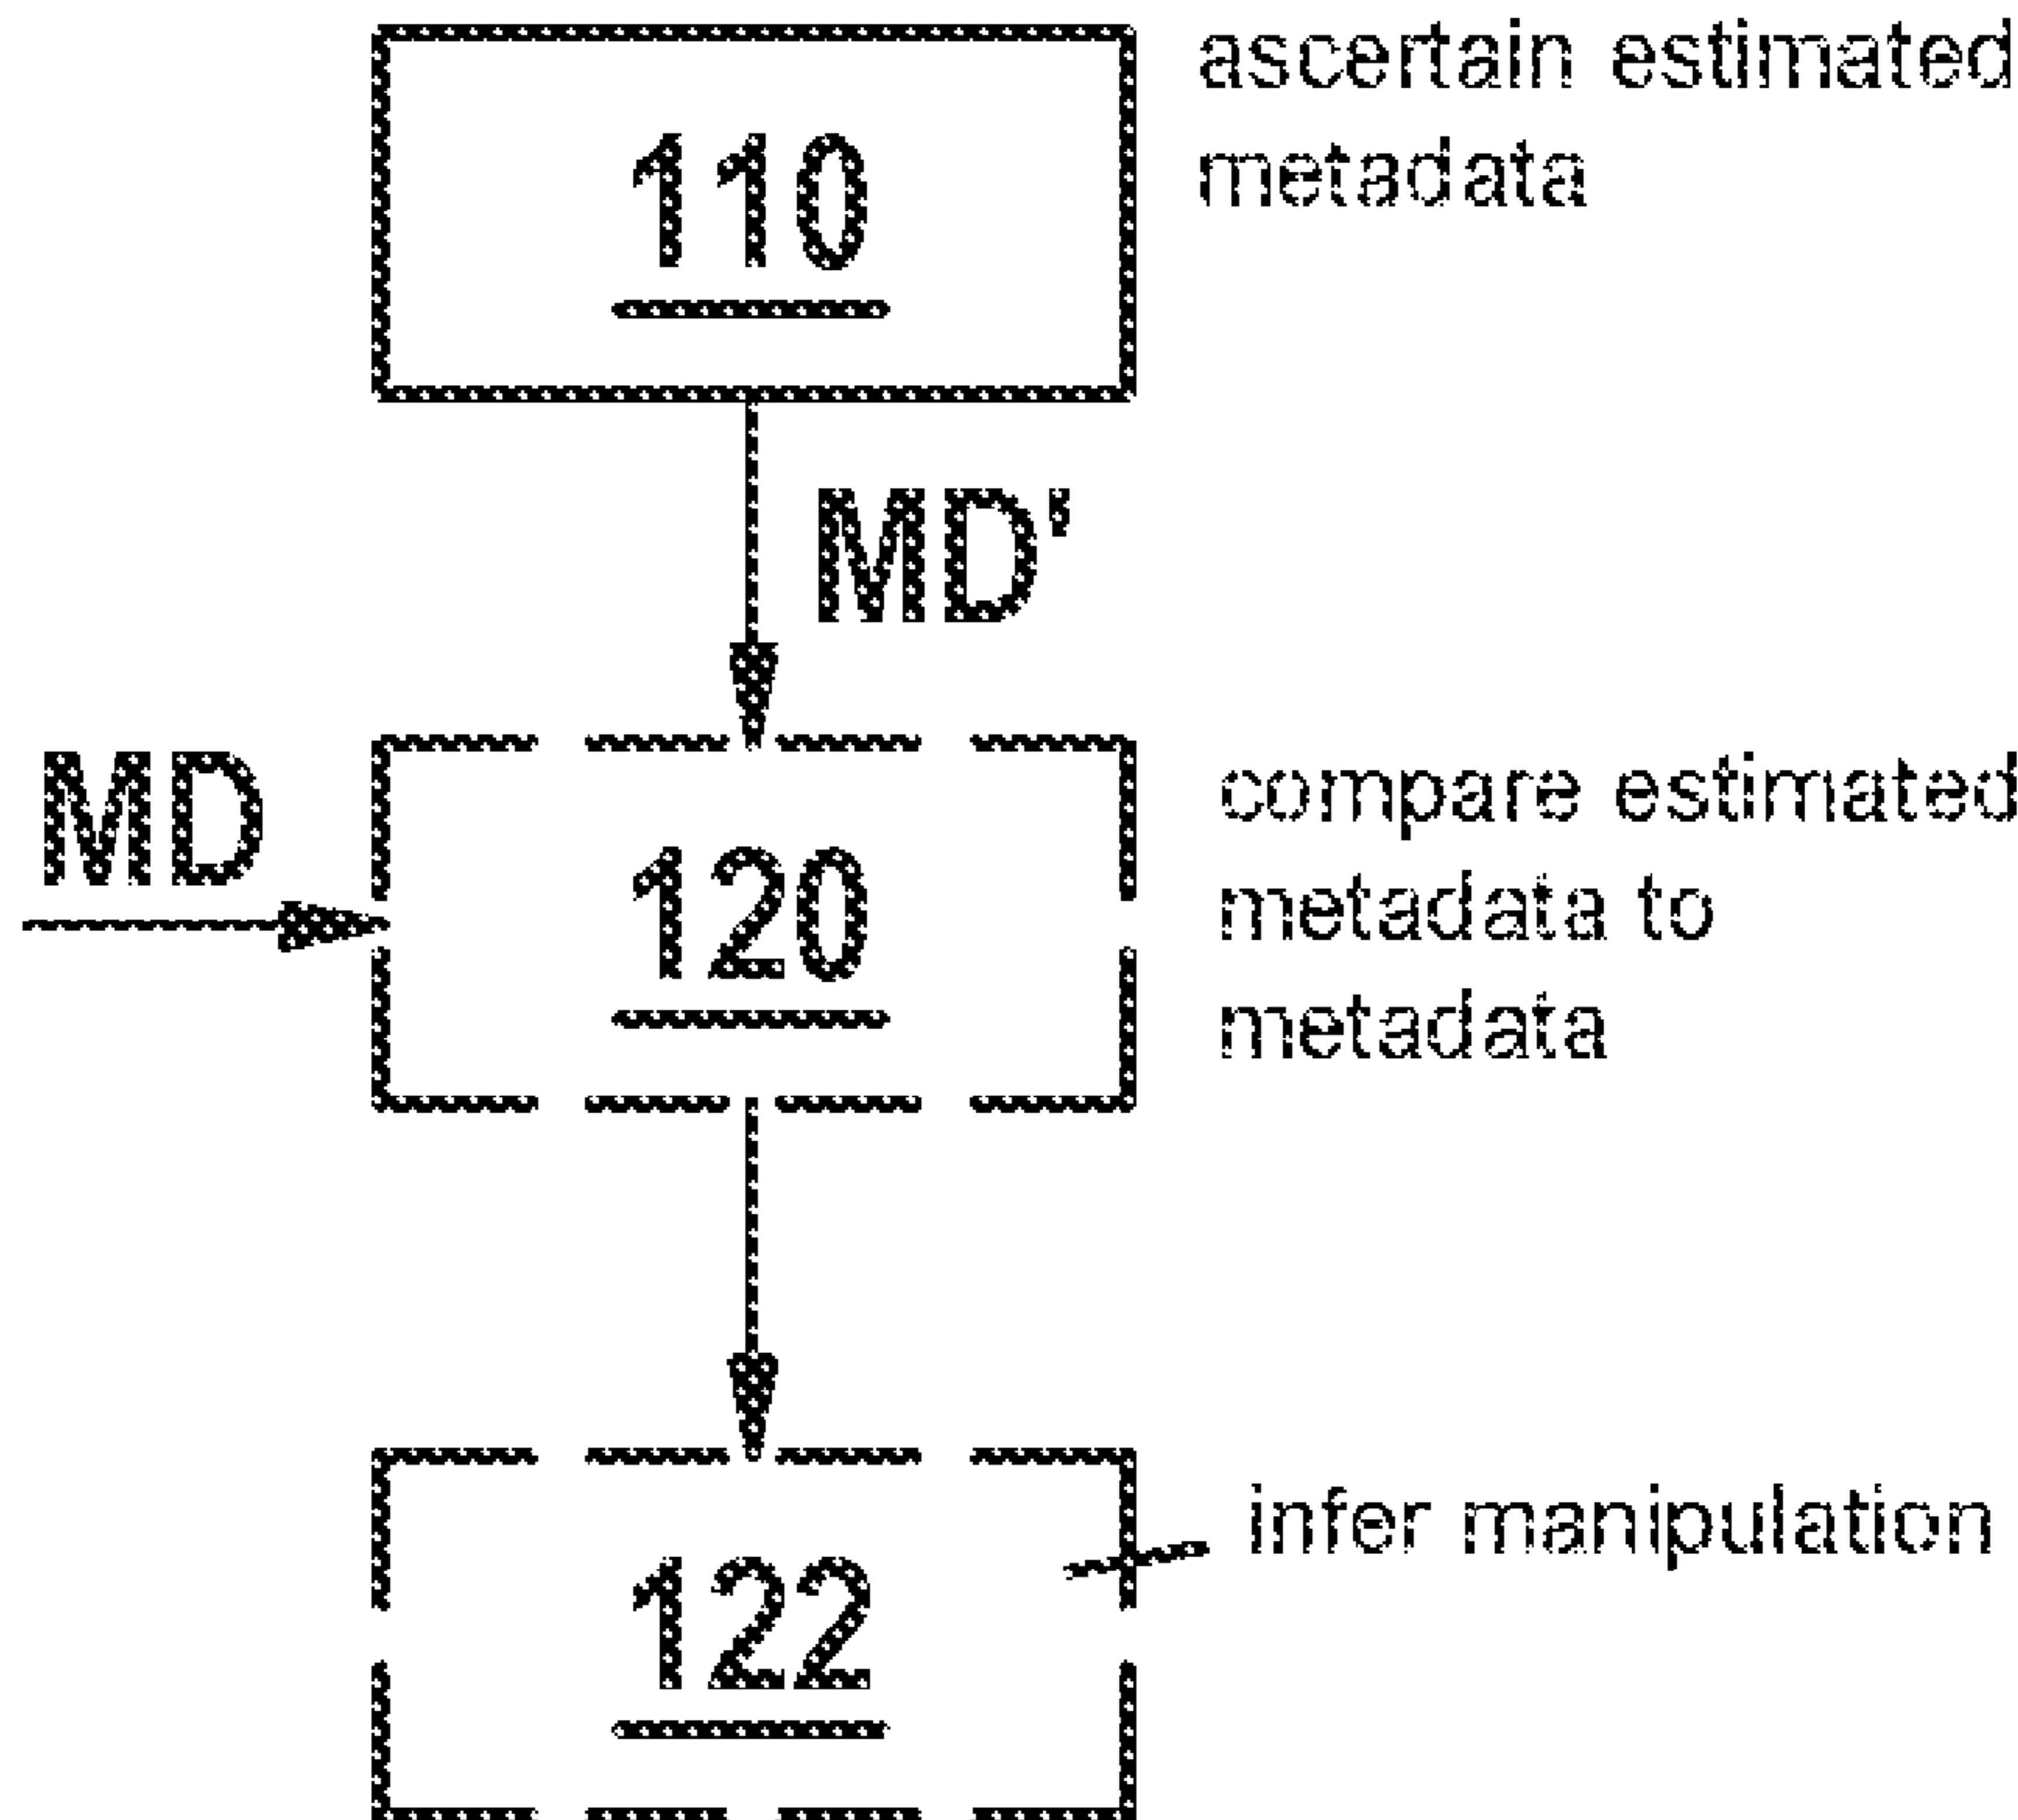 110
ascertain estimated
metadata
MD'
MD
120
compare estimated
metadata to
metadata
122
infer manipulation